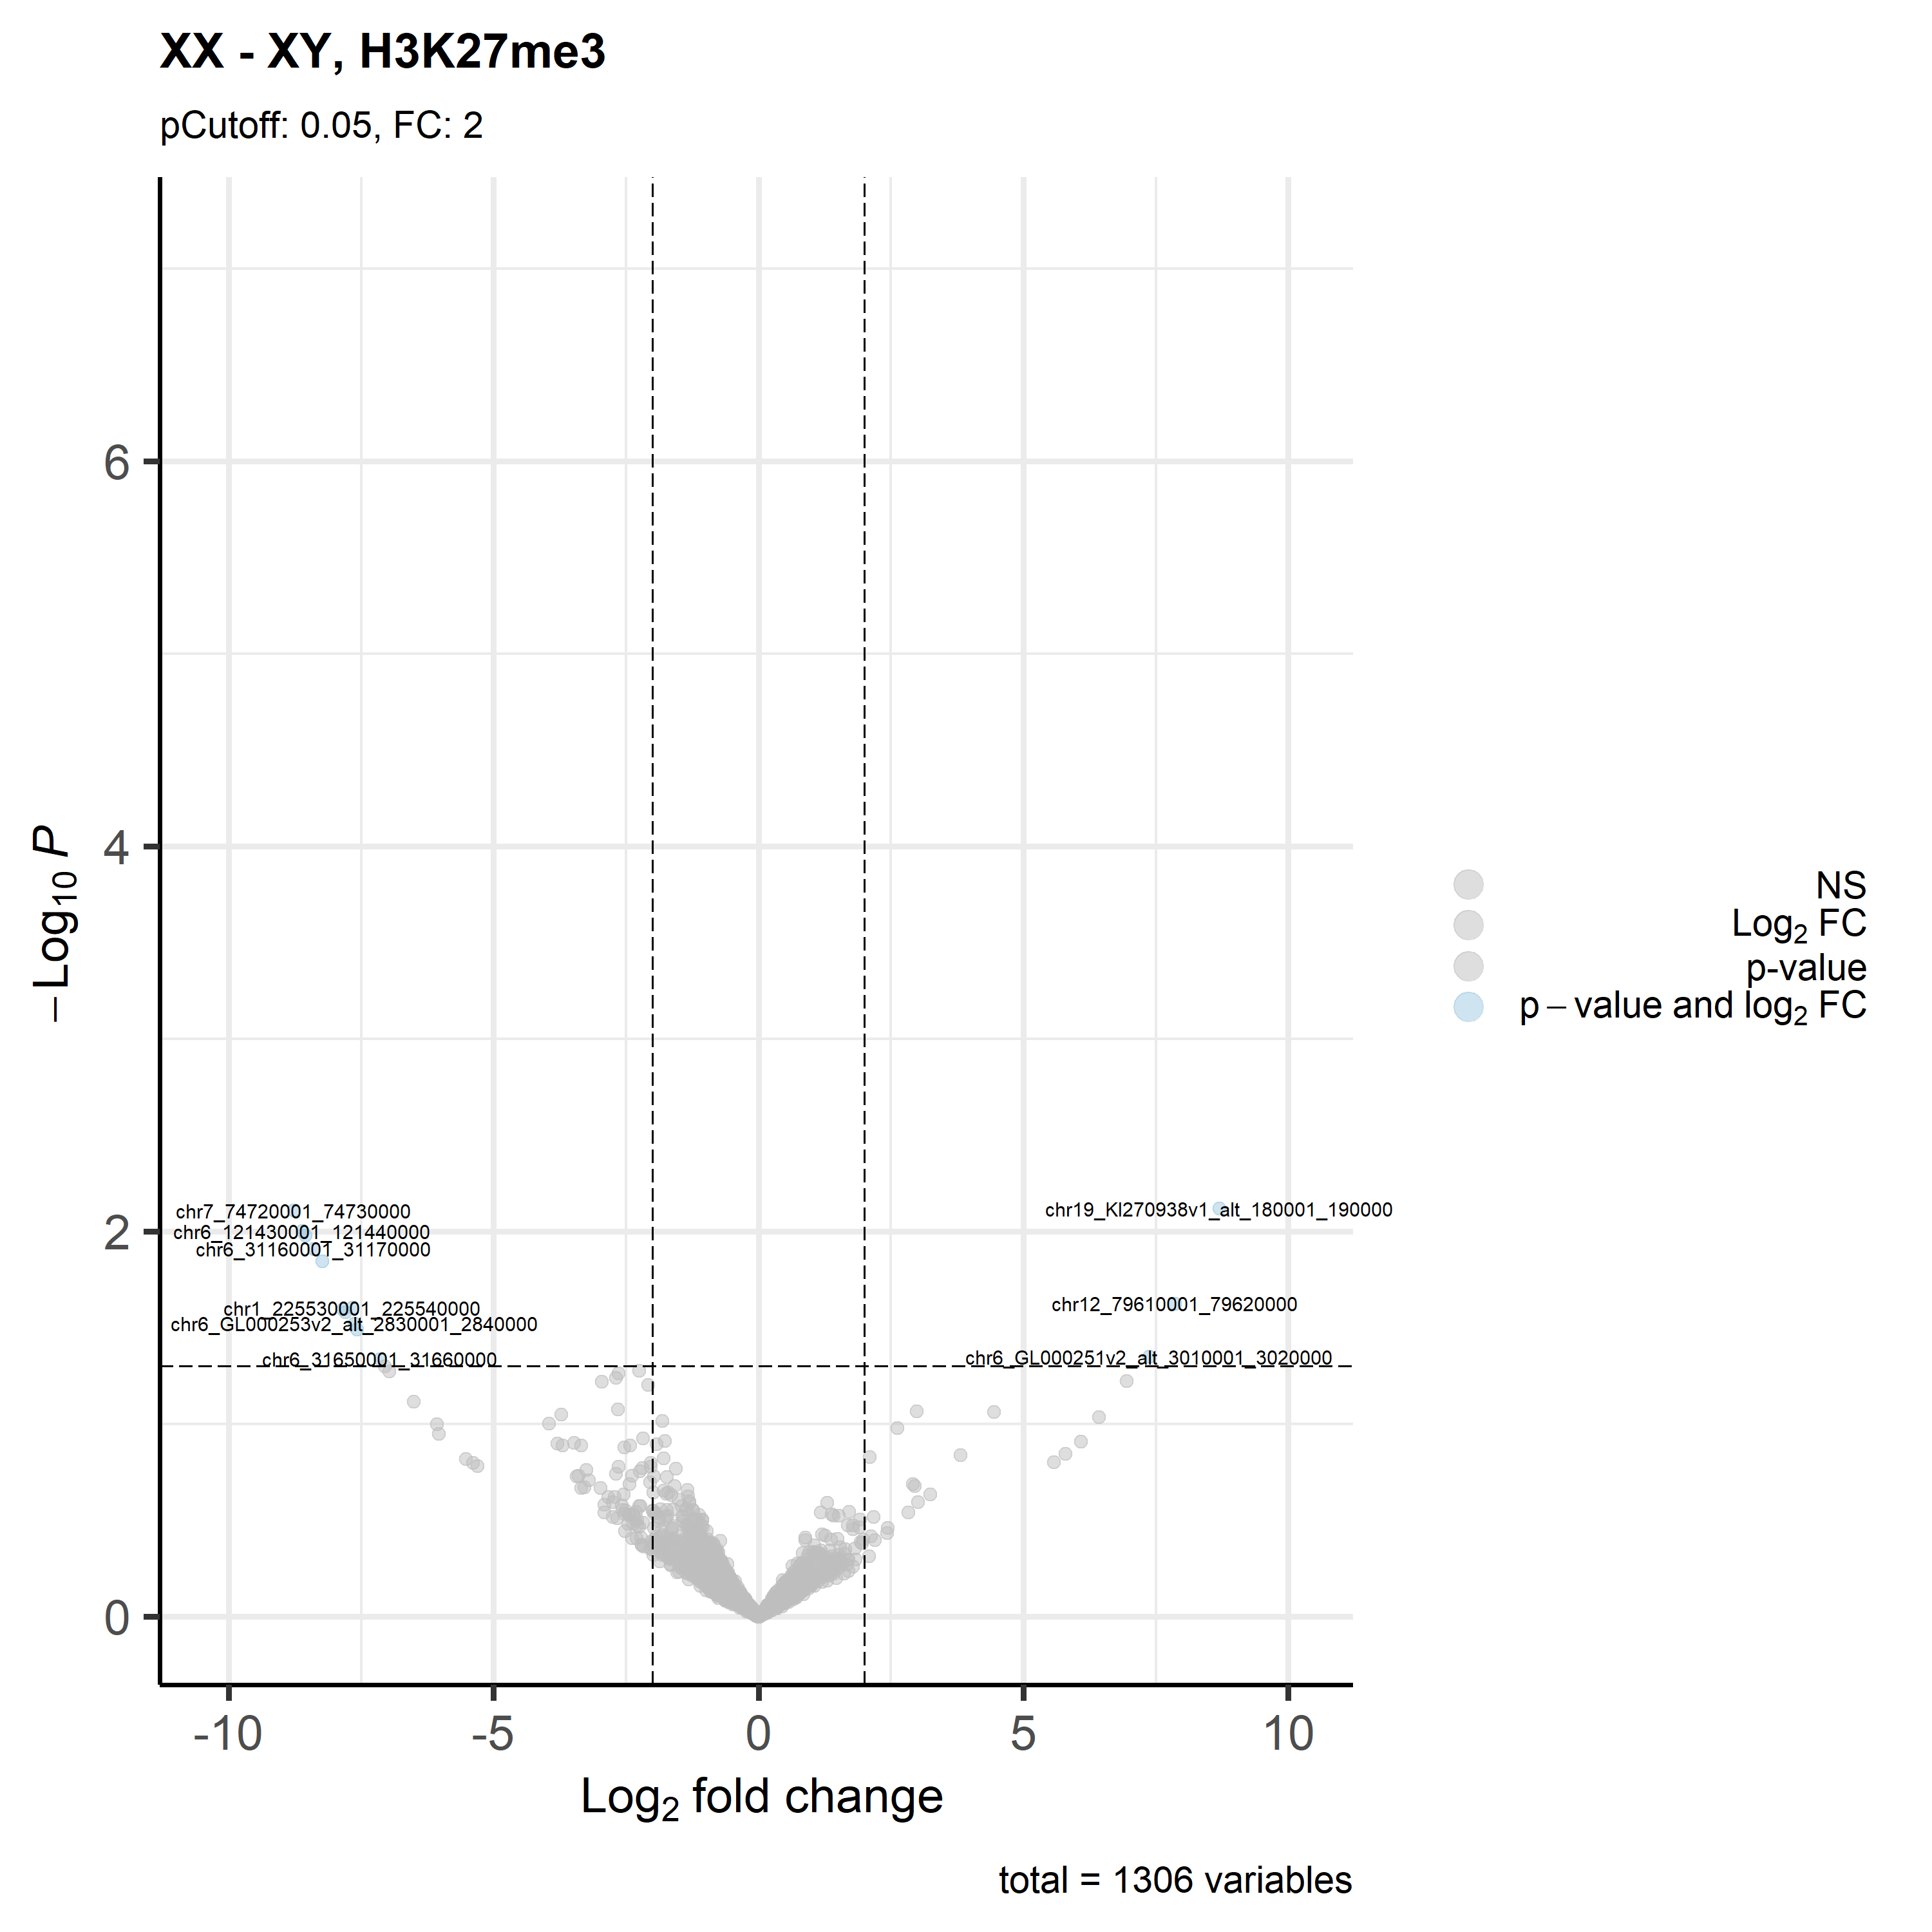 XX - XY, H3K27me3
pCutoff: 0.05, FC: 2
6
4
2
0
−Log10 P
chr7_74720001_74730000
chr6_121430001_121440000
chr6_31160001_31170000
chr1_225530001_225540000
chr6_GL000253v2_alt_2830001_2840000
chr6_31650001_31660000
chr19_KI270938v1_alt_180001_190000
chr12_79610001_79620000
chr6_GL000251v2_alt_3010001_3020000
NS
Log2 FC
p-value
p − value and log2 FC
-10 -5 0 5 10
Log2 fold change
total = 1306 variables